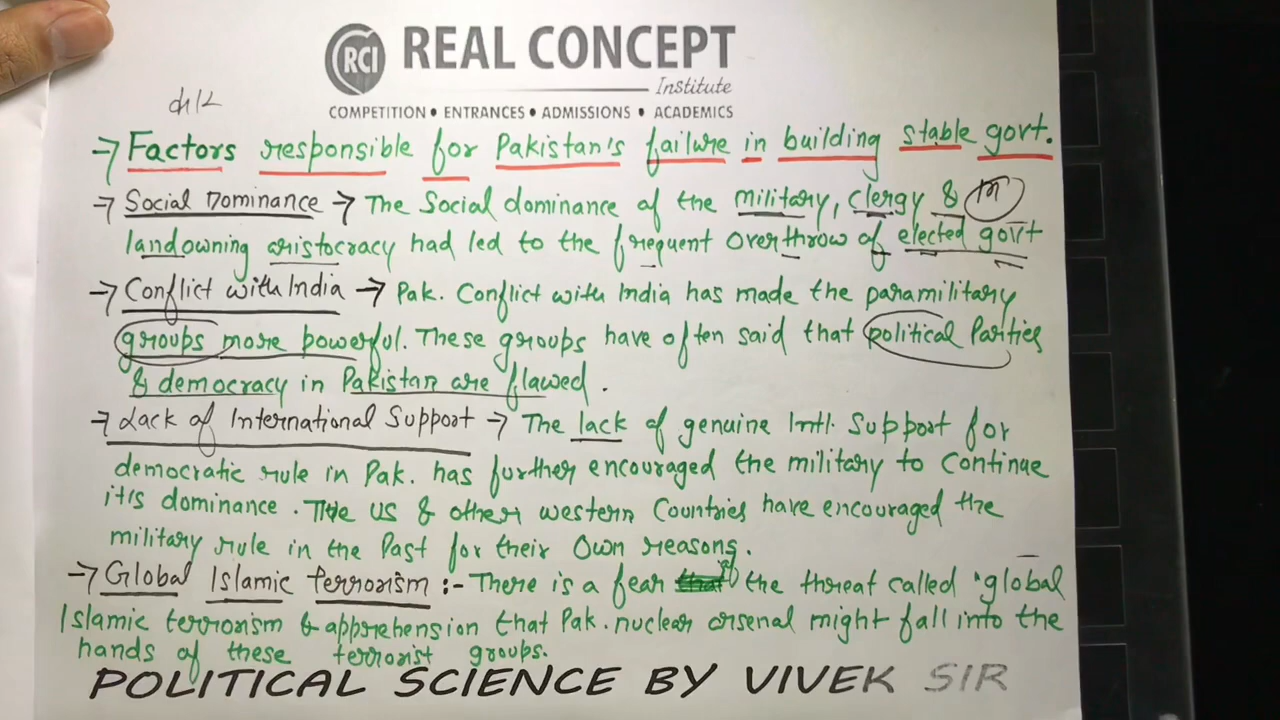 RCI REAL CONCEPT
Institute
COMPETITION • ENTRANCES • ADMISSIONS • ACADEMICS
→ Factors responsible for Pakistan's failure in building stable govt.
→ Social Dominance → The Social dominance of the military, clergy &
landowning aristocracy had led to the frequent overthrow of elected govt
→ Conflict with India → Pak. Conflict with India has made the paramilitary
groups more powerful. These groups have often said that political Parities
& democracy in Pakistan are flawed.
→ Lack of International Support → The lack of genuine Intl. Support for
democratic rule in Pak. has further encouraged the military to continue
it's dominance. The US & other western Countries have encouraged the
military rule in the Past for their Own reasons.
→ Global Islamic terrorism :- There is a fear of the threat called 'global
Islamic terrorism & apprehension that Pak. nuclear arsenal might fall into the
hands of these terrorist groups.
POLITICAL SCIENCE BY VIVEK SIR